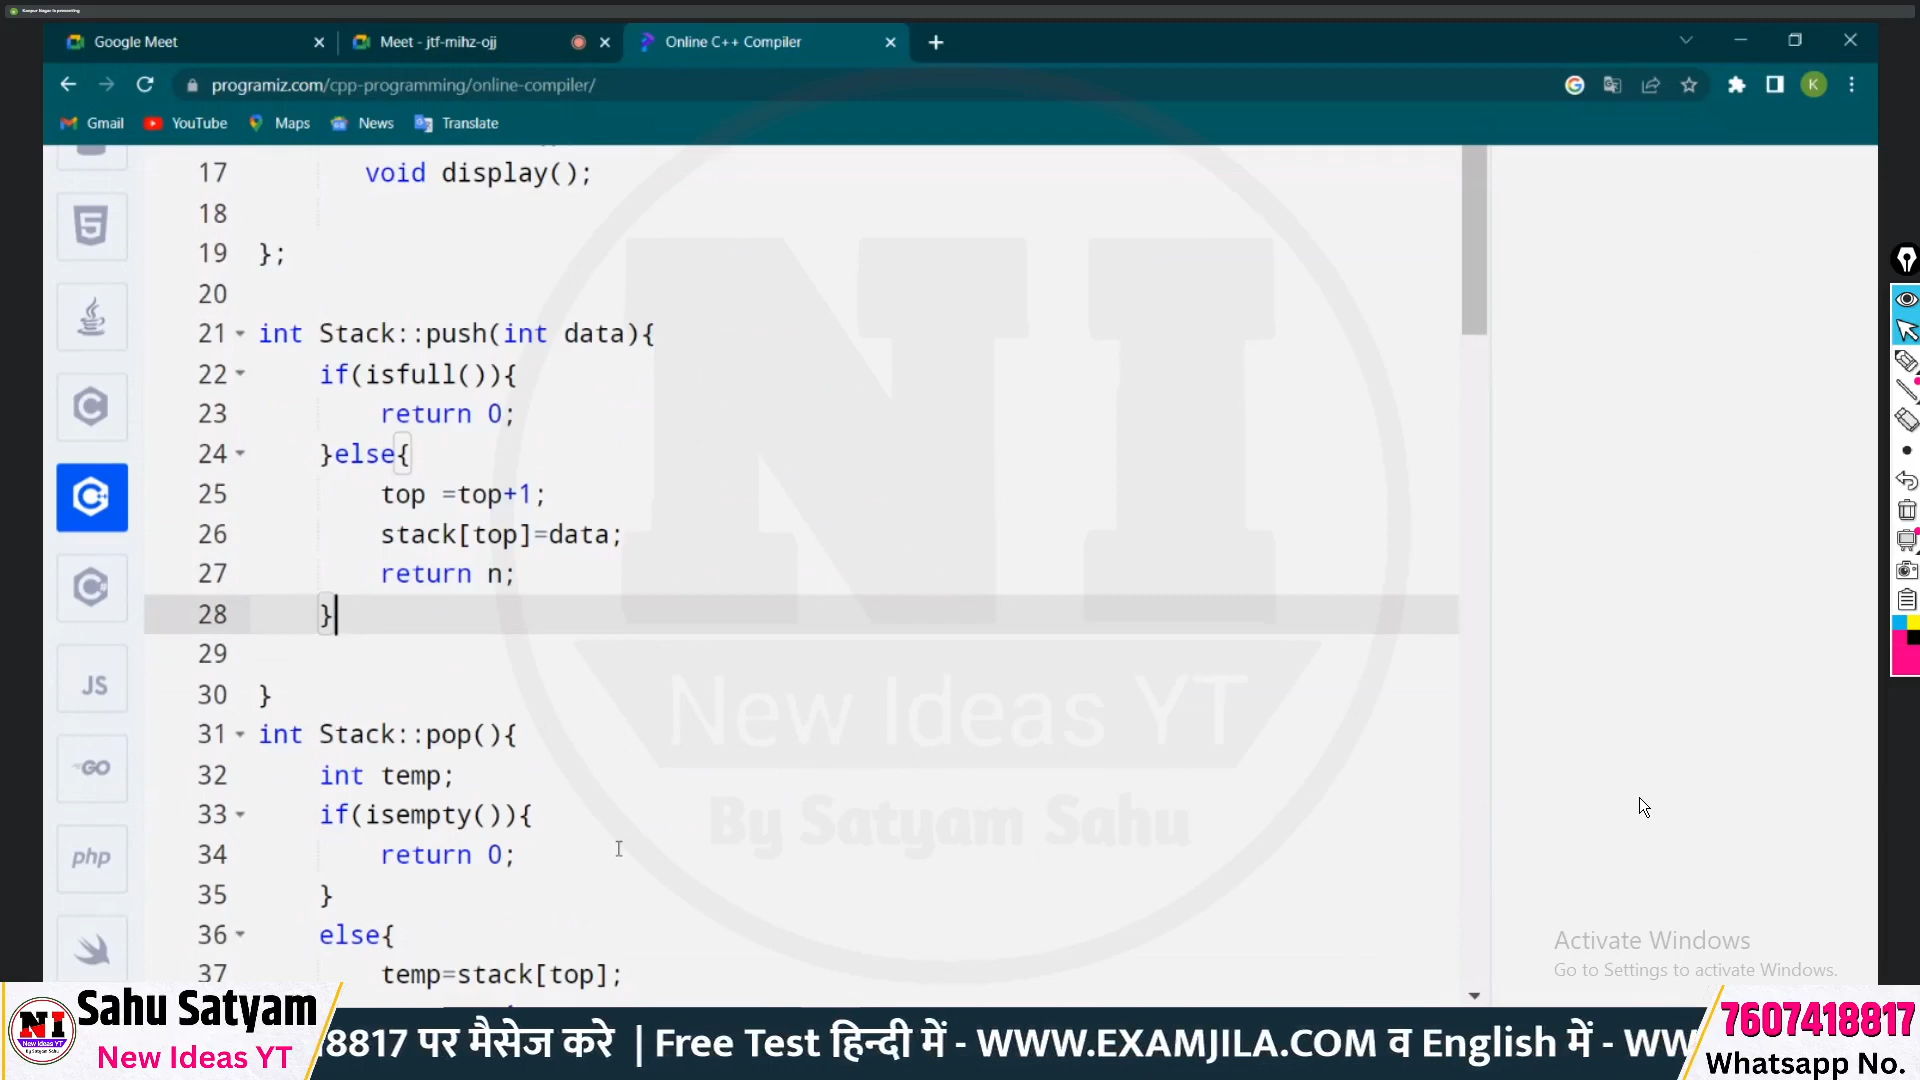 Google Meet
Meet - jtf-mihz-ojj
Online C++ Compiler
programiz.com/cpp-programming/online-compiler/
K
Gmail
YouTube
Maps
News
Translate
17 void display();
18
19 };
20
21 int Stack::push(int data){
22 if(isfull()){
23 return 0;
24 }else{
25 top =top+1;
26 stack[top]=data;
27 return n;
28 }
29
30 }
31 int Stack::pop(){
32 int temp;
33 if(isempty()){
34 return 0;
35 }
36 else{
37 temp=stack[top];
JS
GO
php
NI
New Ideas YT
By Satyam Sahu
Activate Windows
Go to Settings to activate Windows.
NI
Sahu Satyam
New Ideas YT
8817 पर मैसेज करे | Free Test हिन्दी में - WWW.EXAMJILA.COM व English में - WW
7607418817
Whatsapp No.